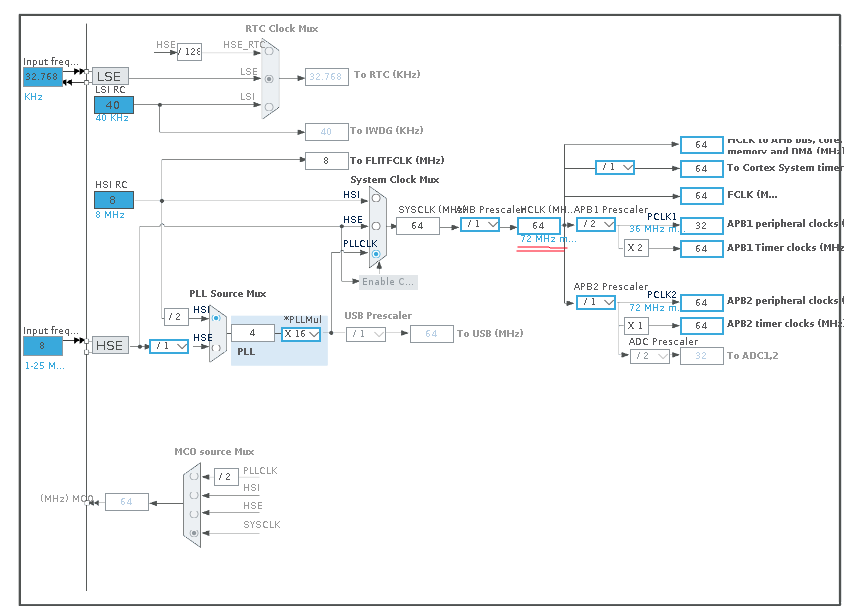 RTC Clock Mux
HSE
/ 128
HSE_RTC
Input freq...
32.768
KHz
LSE
LSE
32.768
To RTC (KHz)
LSI RC
40
40 KHz
LSI
40
To IWDG (KHz)
8
To FLITFCLK (MHz)
System Clock Mux
HSI RC
8
8 MHz
HSI
HSE
PLLCLK
Enable C...
SYSCLK (MHz)
64
AHB Prescaler
/ 1
HCLK (MH...
64
72 MHz m...
64
HCLK to AHB bus, core,
memory and DMA (MHz)
/ 1
64
To Cortex System timer
64
FCLK (M...
APB1 Prescaler
/ 2
PCLK1
36 MHz m...
32
APB1 peripheral clocks (
X 2
64
APB1 Timer clocks (MHz
APB2 Prescaler
/ 1
PCLK2
72 MHz m...
64
APB2 peripheral clocks (
X 1
64
APB2 timer clocks (MHz
ADC Prescaler
/ 2
32
To ADC1,2
PLL Source Mux
/ 2
HSI
HSE
Input freq...
8
1-25 M...
HSE
/ 1
4
PLL
*PLLMul
X 16
USB Prescaler
/ 1
64
To USB (MHz)
MCO source Mux
/ 2
PLLCLK
HSI
HSE
SYSCLK
(MHz) MCO
64